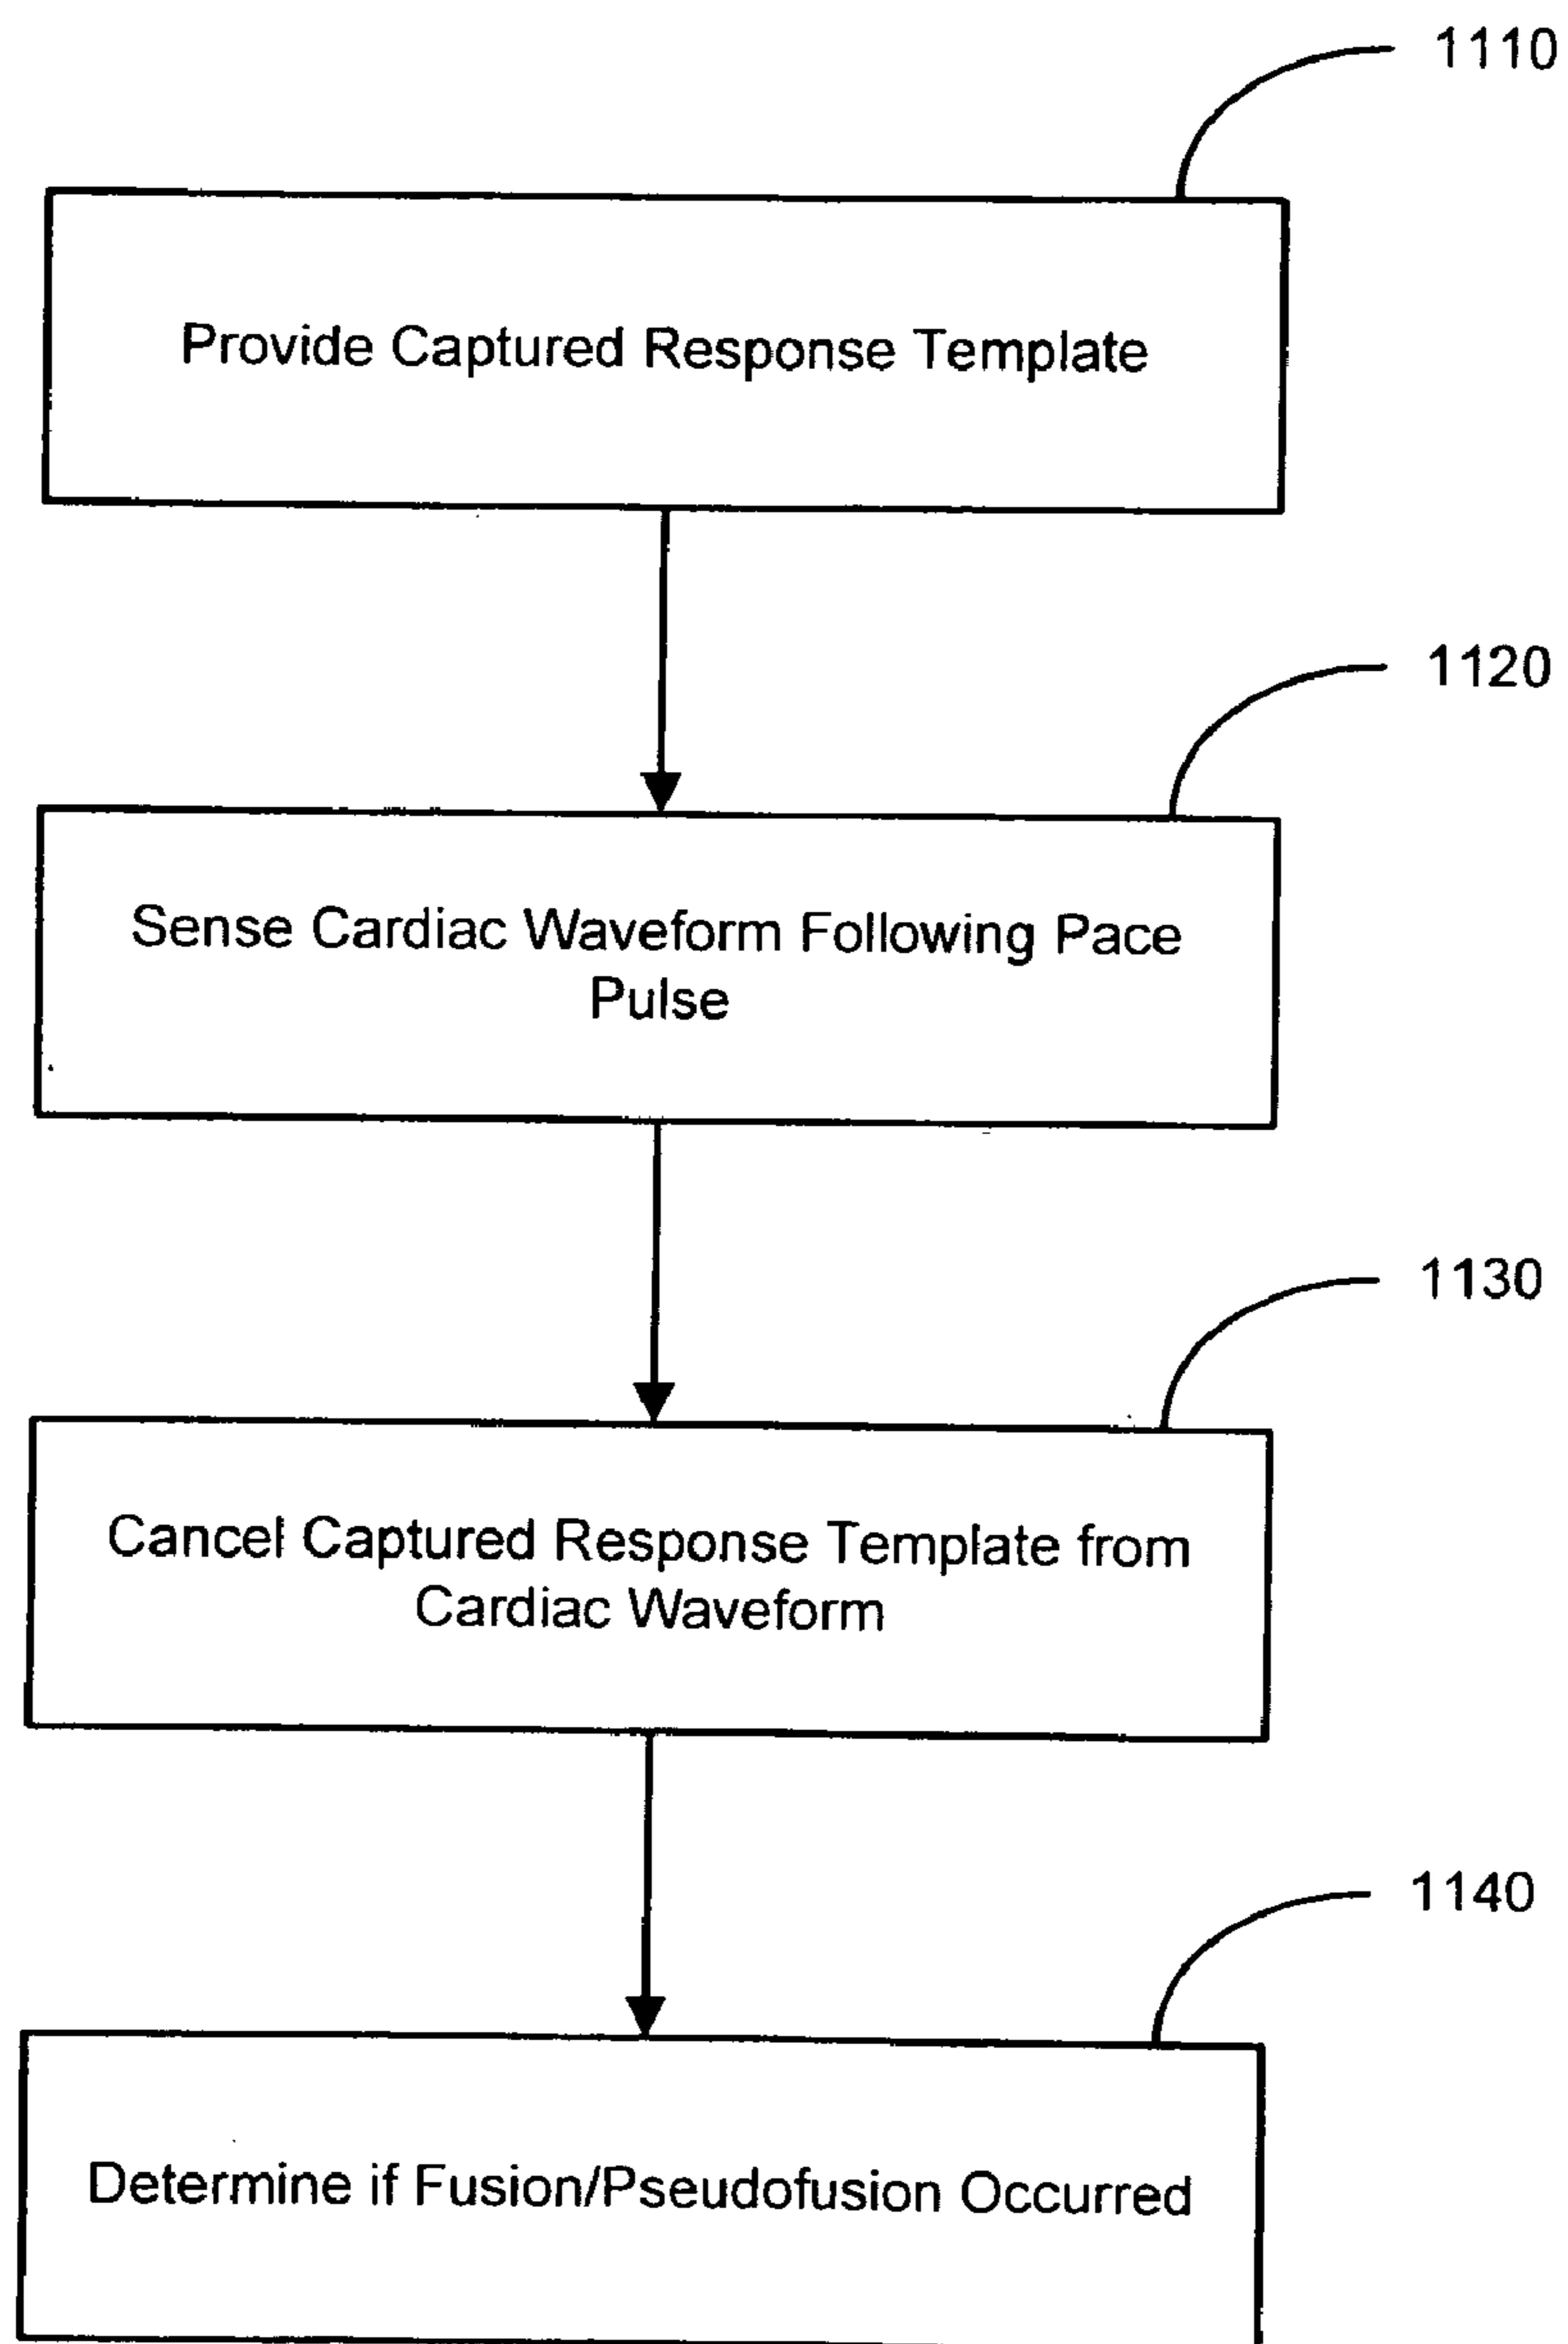 1110
Provide Captured Response Template
1120
Sense Cardiac Waveform Following Pace
Pulse
1130
Cancel Captured Response Template from
Cardiac Waveform
1140
Determine if Fusion/Pseudofusion Occurred